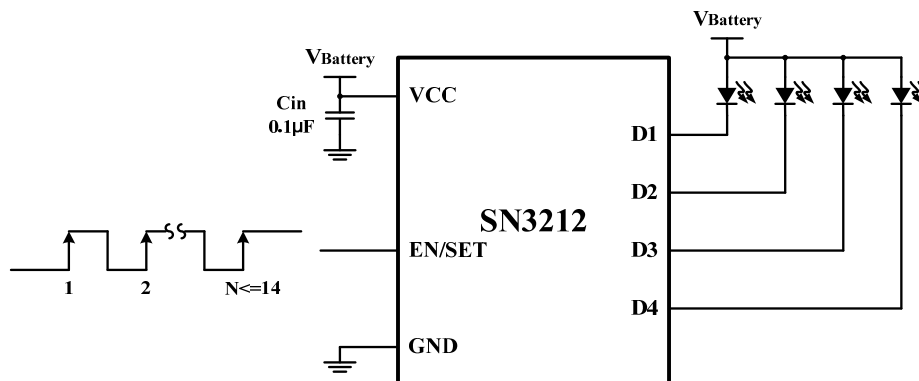 VBattery
VBattery
VCC
Cin
0.1µF
D1
D2
SN3212
EN/SET
D3
1
2
N<=14
D4
GND